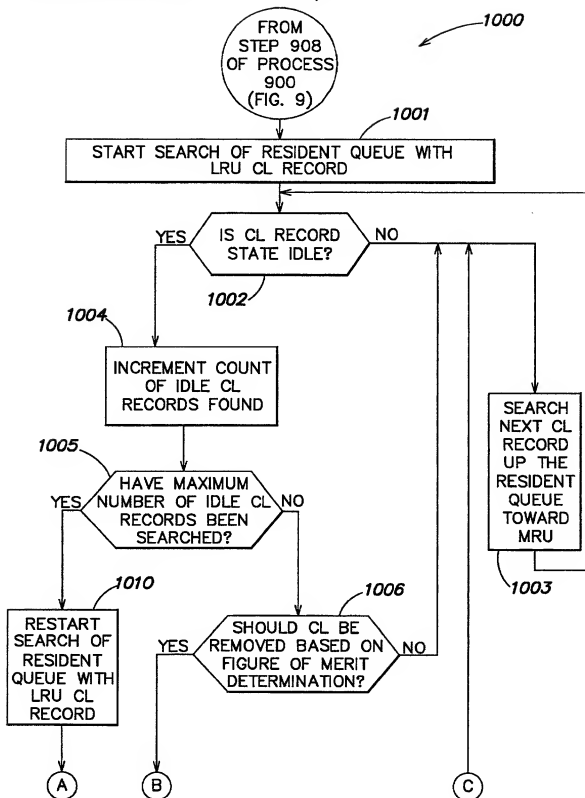 FROM
STEP 908
OF PROCESS
900
(FIG. 9)
1000
1001
START SEARCH OF RESIDENT QUEUE WITH
LRU CL RECORD
YES
IS CL RECORD
STATE IDLE?
NO
1002
1004
INCREMENT COUNT
OF IDLE CL
RECORDS FOUND
SEARCH
NEXT CL
RECORD
UP THE
RESIDENT
QUEUE
TOWARD
MRU
1003
1005
YES
HAVE MAXIMUM
NUMBER OF IDLE CL
RECORDS BEEN
SEARCHED?
NO
1010
RESTART
SEARCH OF
RESIDENT
QUEUE WITH
LRU CL
RECORD
1006
YES
SHOULD CL BE
REMOVED BASED ON
FIGURE OF MERIT
DETERMINATION?
NO
A
B
C